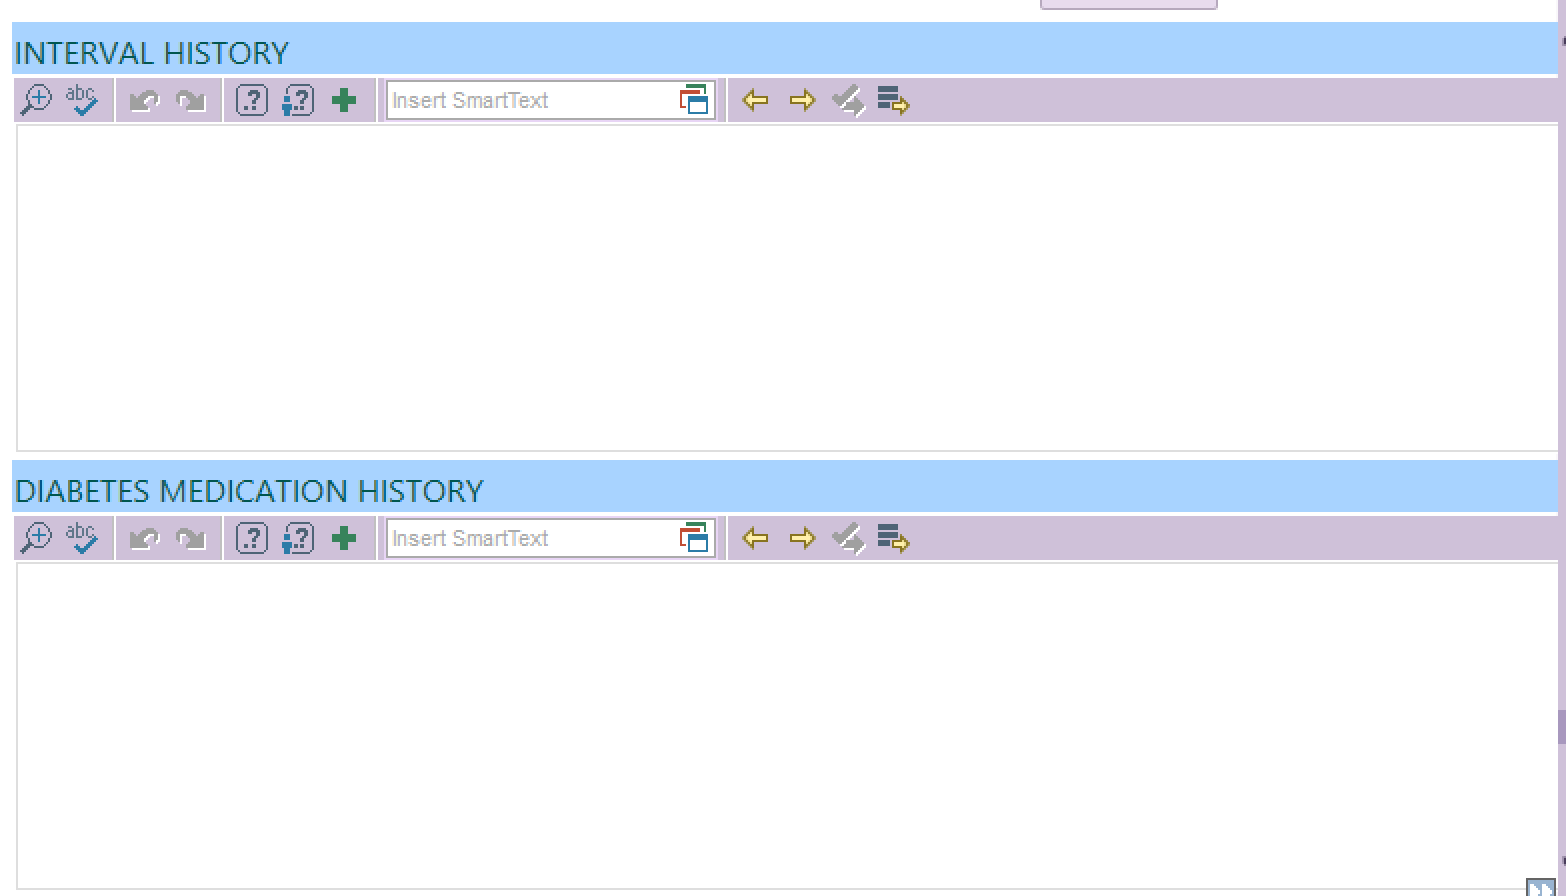 INTERVAL HISTORY
abc
.?
.?
Insert SmartText
DIABETES MEDICATION HISTORY
abc
.?
.?
Insert SmartText